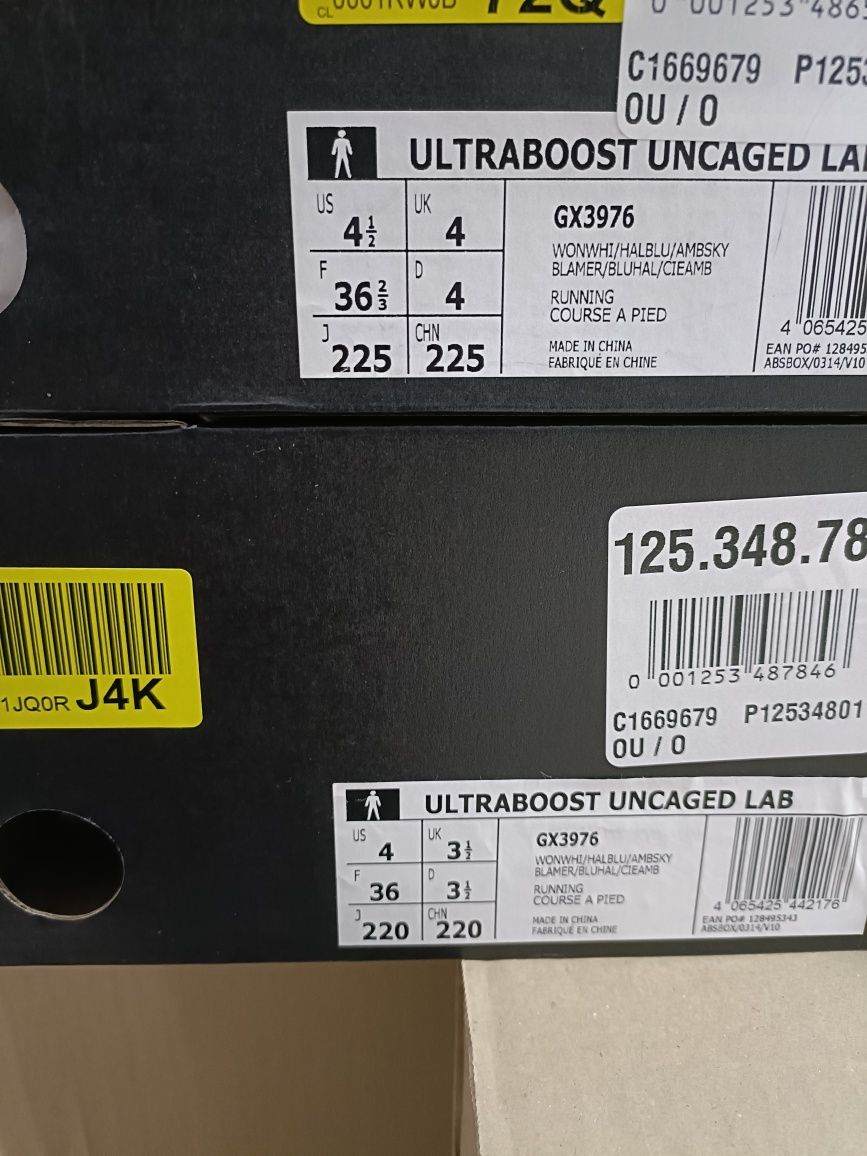 72Q
0 001253 486
C1669679 P1253
OU / 0
ULTRABOOST UNCAGED LA
US 4½ UK 4
F 36⅔ D 4
J 225 CHN 225
GX3976
WONWHI/HALBLU/AMBSKY
BLAMER/BLUHAL/CIEAMB
RUNNING
COURSE A PIED
MADE IN CHINA
FABRIQUÉ EN CHINE
4 065425
EAN PO# 128495
ABSBOX/0314/V10
125.348.78
0 001253 487846
C1669679 P12534801
OU / 0
1JQ0R J4K
ULTRABOOST UNCAGED LAB
US 4 UK 3½
F 36 D 3½
J 220 CHN 220
GX3976
WONWHI/HALBLU/AMBSKY
BLAMER/BLUHAL/CIEAMB
RUNNING
COURSE A PIED
MADE IN CHINA
FABRIQUÉ EN CHINE
4 065425 442176
EAN PO# 128495343
ABSBOX/0314/V10